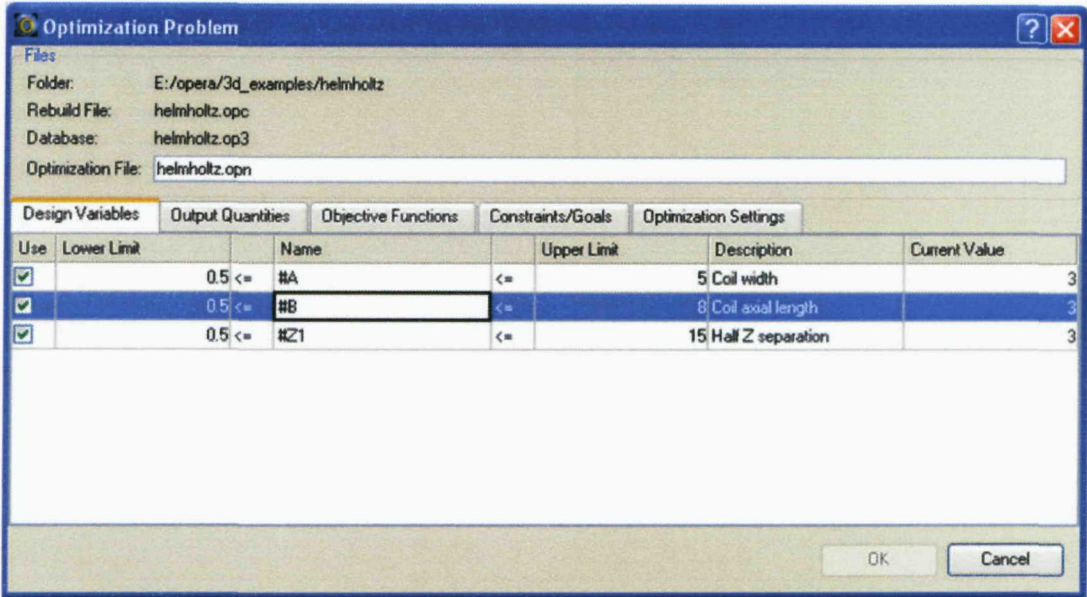 Optimization Problem
Files
Folder: E:/opera/3d_examples/helmholtz
Rebuild File: helmholtz.opc
Database: helmholtz.op3
Optimization File: helmholtz.opn
Design Variables Output Quantities Objective Functions Constraints/Goals Optimization Settings
Use Lower Limit Name Upper Limit Description Current Value
0.5 <= #A <= 5 Coil width 3
0.5 <= #B <= 8 Coil axial length 3
0.5 <= #Z1 <= 15 Half Z separation 3
OK Cancel